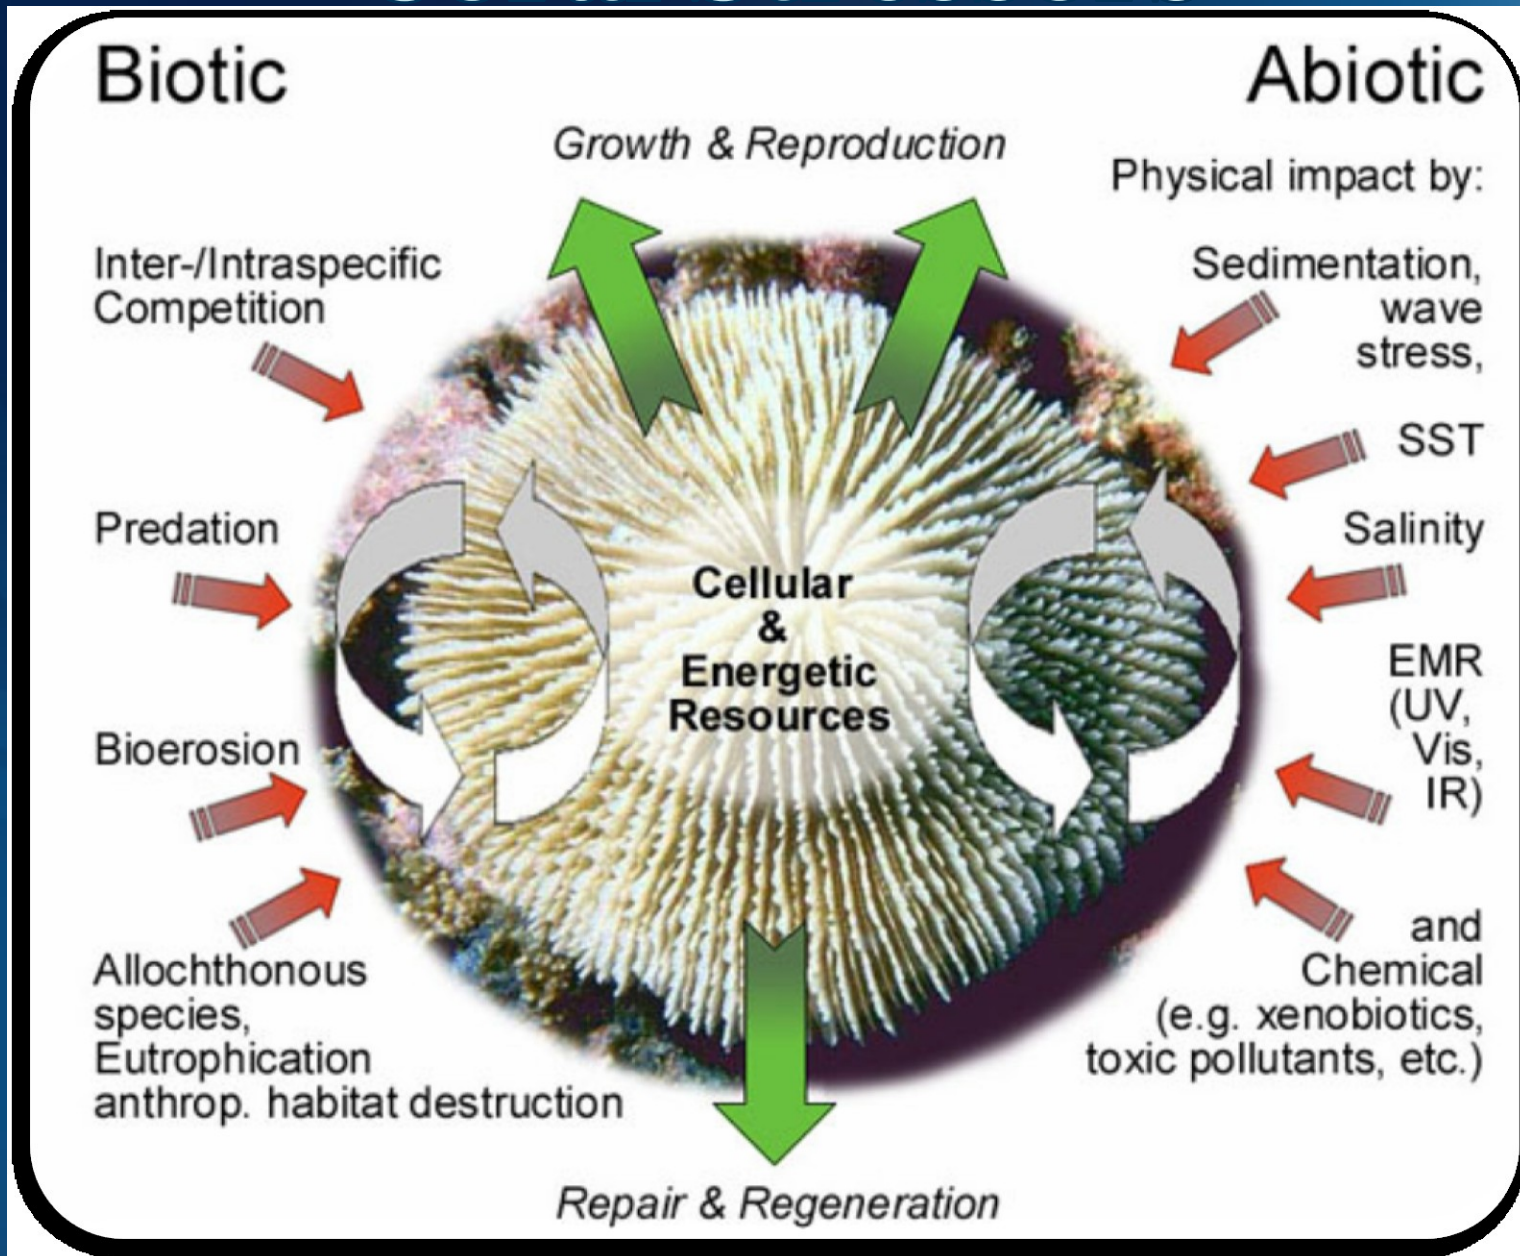 Biotic
Abiotic
Growth & Reproduction
Physical impact by:
Inter-/Intraspecific
Competition
Sedimentation,
wave
stress,
SST
Predation
Salinity
Cellular
&
Energetic
Resources
EMR
(UV,
Vis,
IR)
Bioerosion
and
Chemical
(e.g. xenobiotics,
toxic pollutants, etc.)
Allochthonous
species,
Eutrophication
anthrop. habitat destruction
Repair & Regeneration